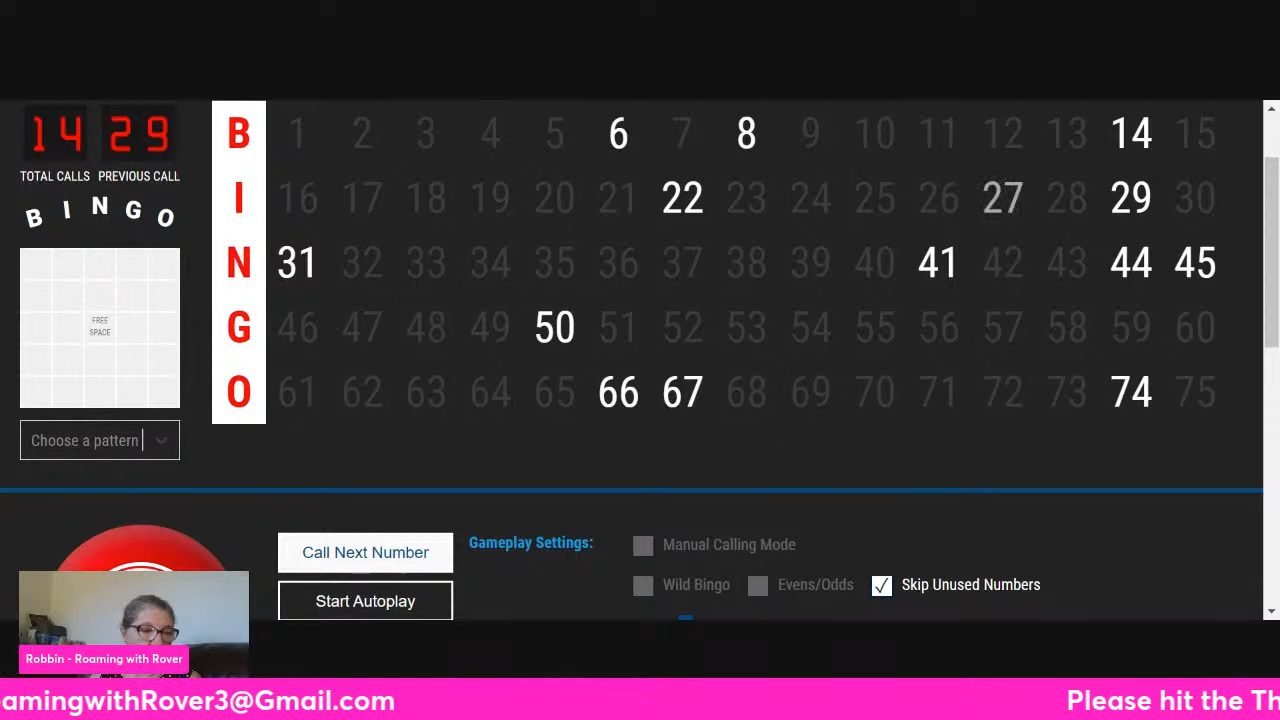 14 29
TOTAL CALLS PREVIOUS CALL
B I N G O
FREE
SPACE
Choose a pattern
B 1 2 3 4 5 6 7 8 9 10 11 12 13 14 15
I 16 17 18 19 20 21 22 23 24 25 26 27 28 29 30
N 31 32 33 34 35 36 37 38 39 40 41 42 43 44 45
G 46 47 48 49 50 51 52 53 54 55 56 57 58 59 60
O 61 62 63 64 65 66 67 68 69 70 71 72 73 74 75
Call Next Number
Start Autoplay
Gameplay Settings:
Manual Calling Mode
Wild Bingo Evens/Odds Skip Unused Numbers
Robbin - Roaming with Rover
oamingwithRover3@Gmail.com Please hit the Th